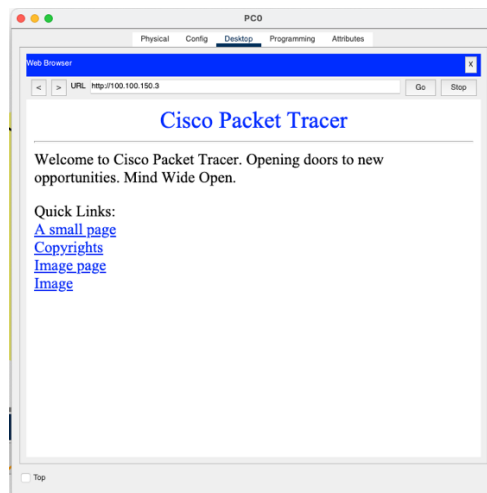 PC0
Physical Config Desktop Programming Attributes
Web Browser
X
< > URL http://100.100.150.3 Go Stop
Cisco Packet Tracer
Welcome to Cisco Packet Tracer. Opening doors to new
opportunities. Mind Wide Open.
Quick Links:
A small page
Copyrights
Image page
Image
Top